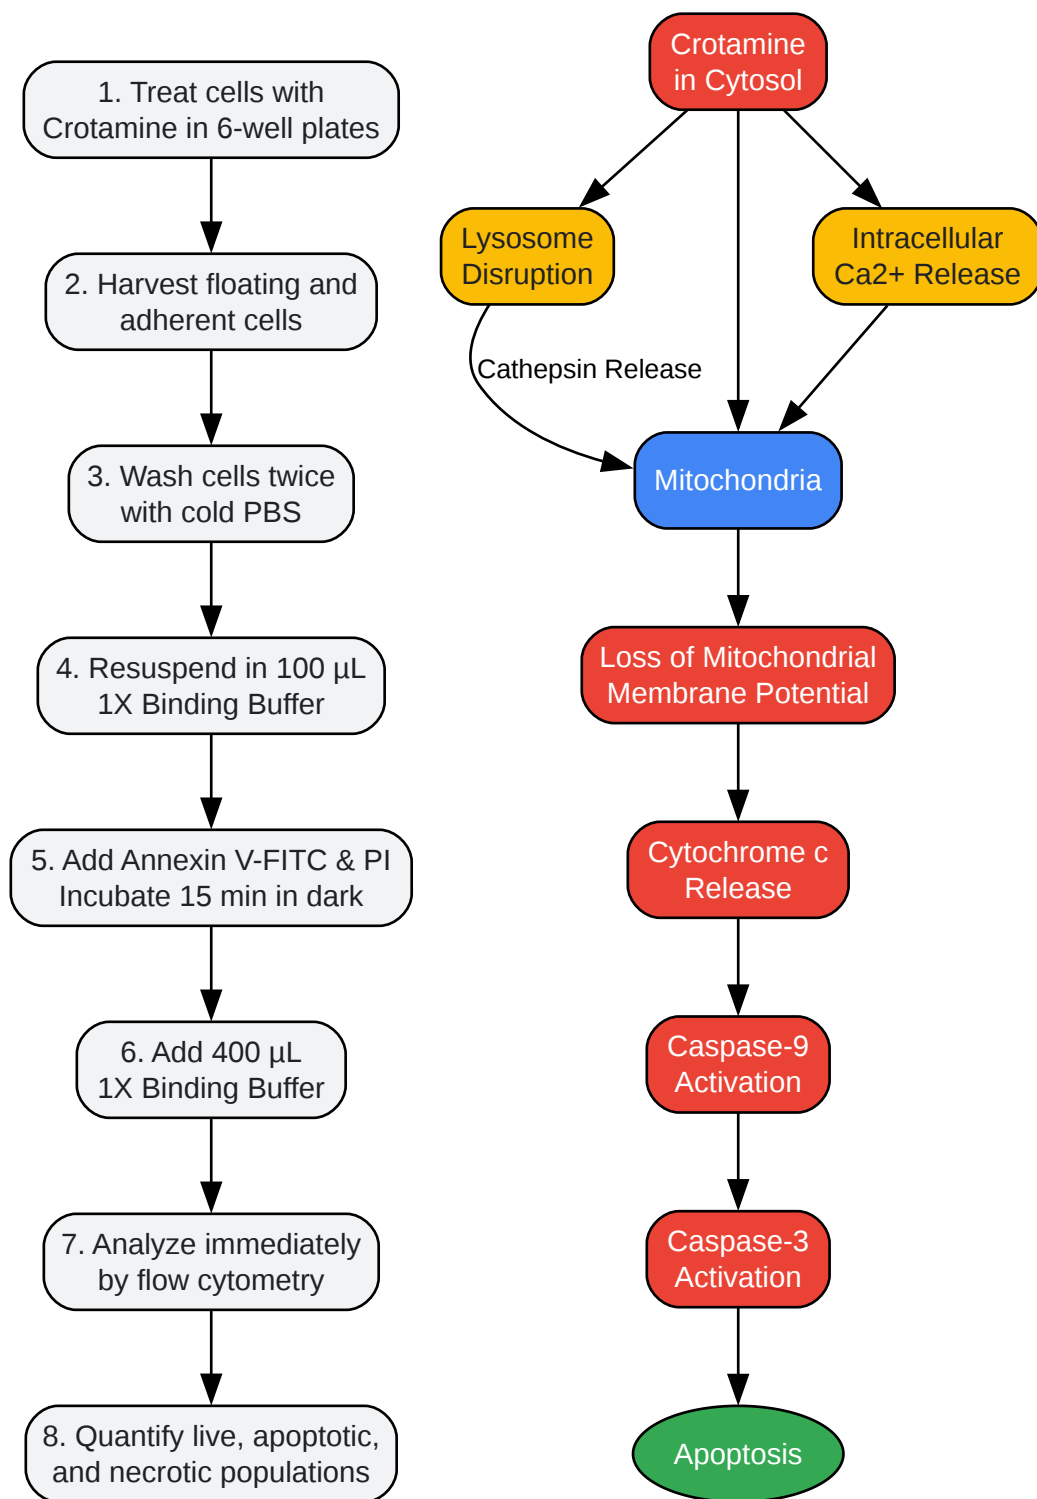 1. Treat cells with
Crotamine in 6-well plates
2. Harvest floating and
adherent cells
3. Wash cells twice
with cold PBS
4. Resuspend in 100 µL
1X Binding Buffer
5. Add Annexin V-FITC & PI
Incubate 15 min in dark
6. Add 400 µL
1X Binding Buffer
7. Analyze immediately
by flow cytometry
8. Quantify live, apoptotic,
and necrotic populations
Crotamine
in Cytosol
Lysosome
Disruption
Intracellular
Ca2+ Release
Cathepsin Release
Mitochondria
Loss of Mitochondrial
Membrane Potential
Cytochrome c
Release
Caspase-9
Activation
Caspase-3
Activation
Apoptosis